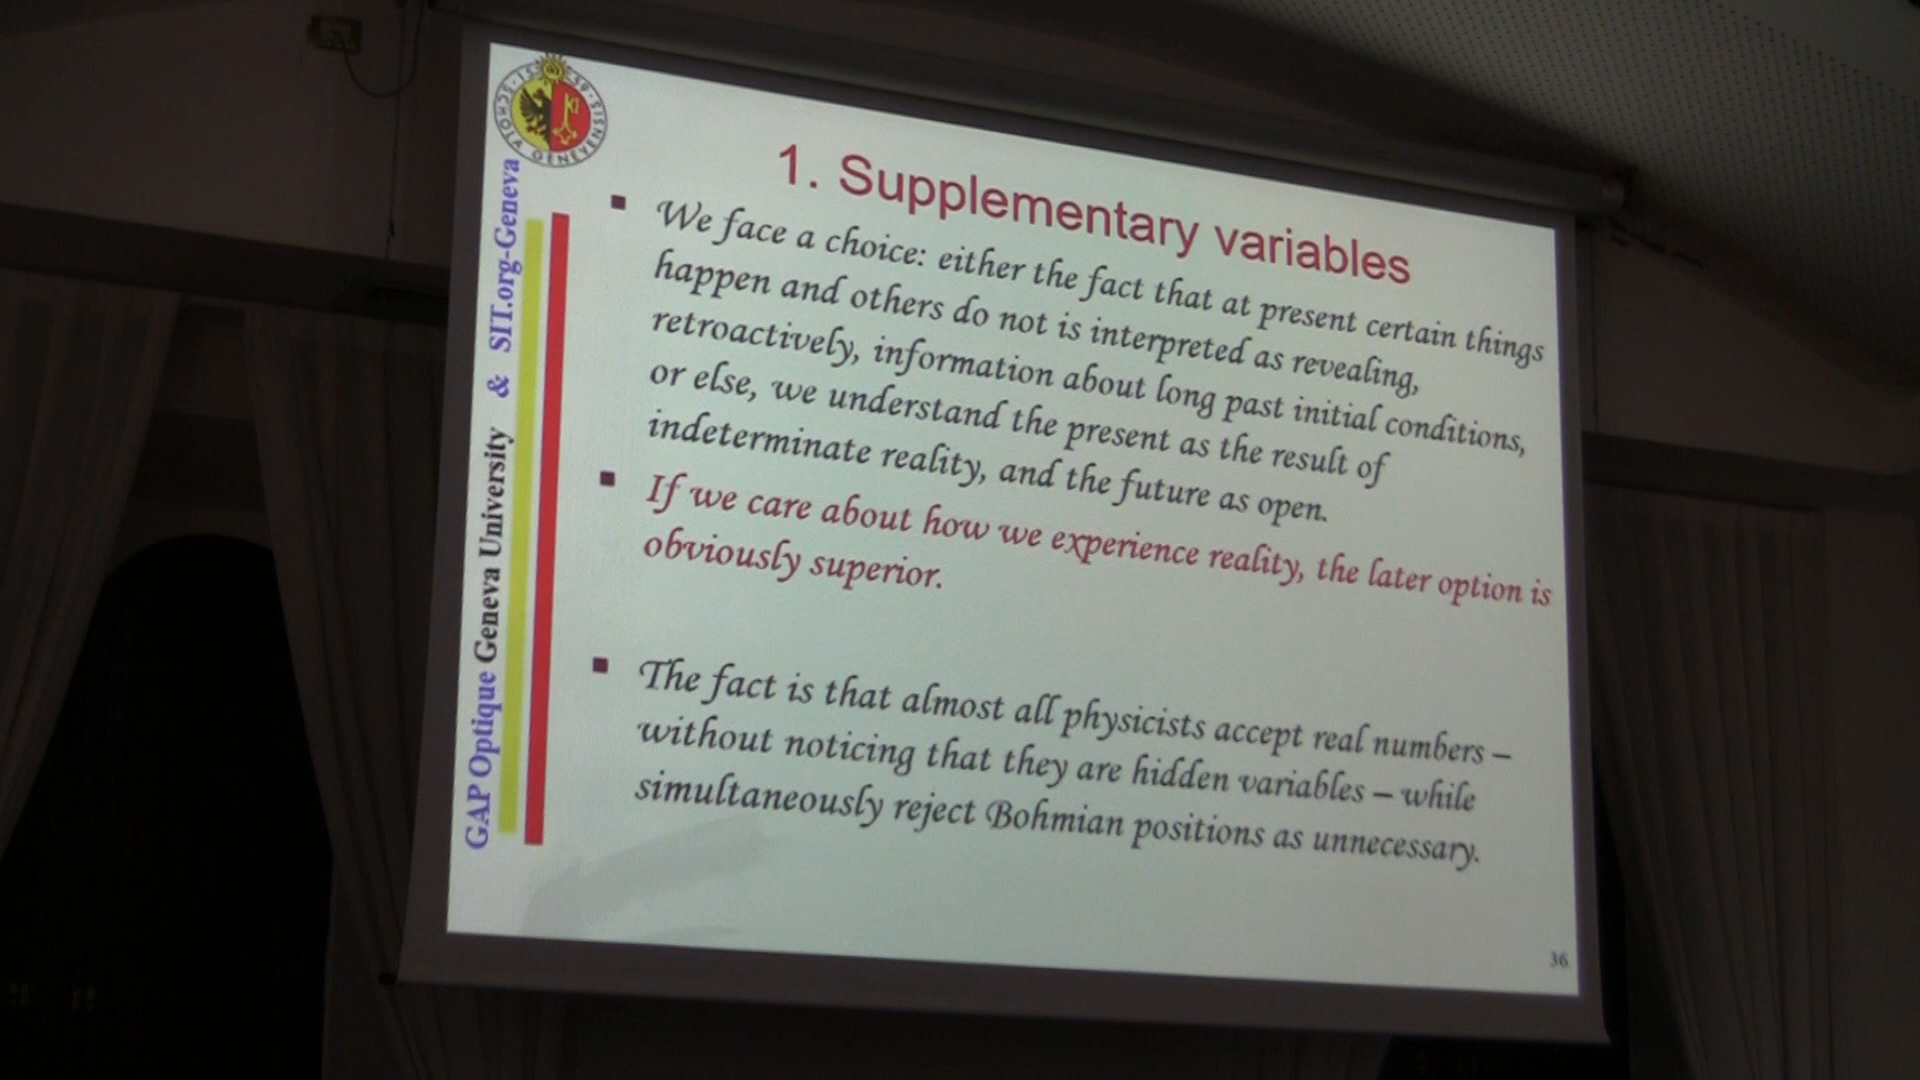 SCHOLA GENEVENSIS
GAP Optique Geneva University & SIT.org-Geneva
1. Supplementary variables
We face a choice: either the fact that at present certain things
happen and others do not is interpreted as revealing,
retroactively, information about long past initial conditions,
or else, we understand the present as the result of
indeterminate reality, and the future as open.
If we care about how we experience reality, the later option is
obviously superior.
The fact is that almost all physicists accept real numbers –
without noticing that they are hidden variables – while
simultaneously reject Bohmian positions as unnecessary.
36